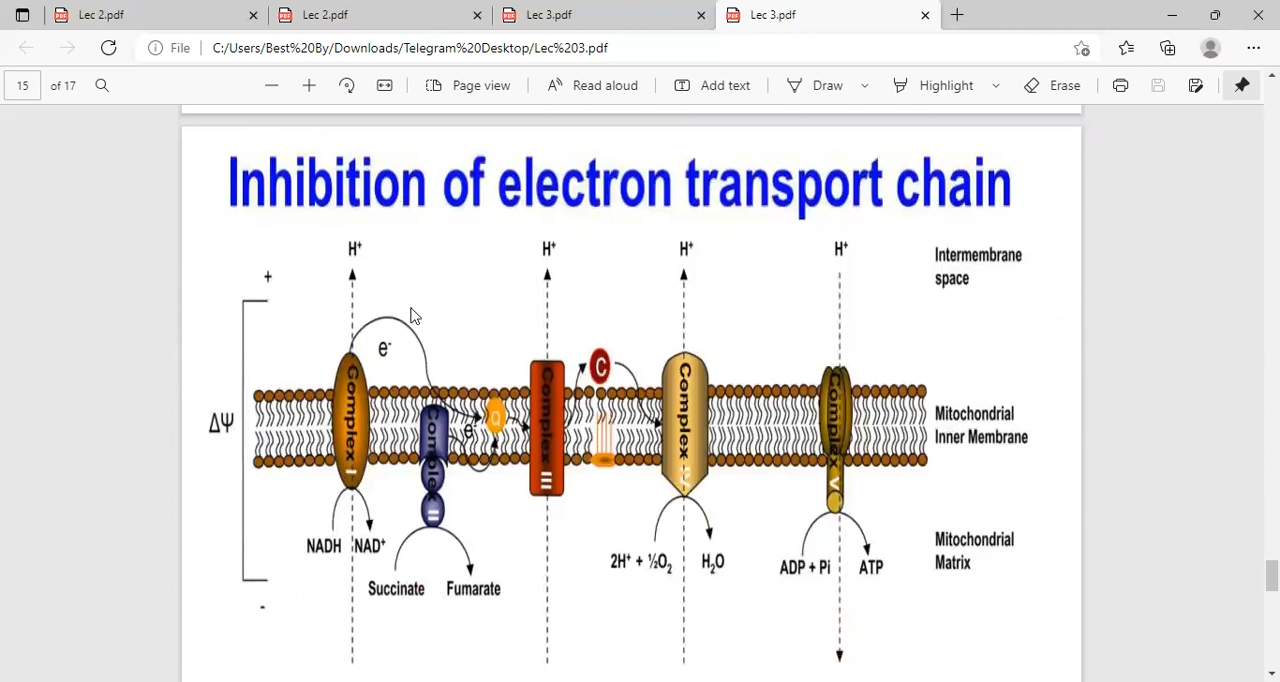 Lec 2.pdf
Lec 2.pdf
Lec 3.pdf
Lec 3.pdf
File
C:/Users/Best%20By/Downloads/Telegram%20Desktop/Lec%203.pdf
15 of 17
Page view
Read aloud
Add text
Draw
Highlight
Erase
Inhibition of electron transport chain
H⁺ H⁺ H⁺ H⁺
Intermembrane
space
+
e⁻
C
ΔΨ
Complex I
Complex II
e⁻
Q
Complex III
Complex IV
Complex V
Mitochondrial
Inner Membrane
NADH NAD⁺
Succinate Fumarate
2H⁺ + ½O₂ H₂O
ADP + Pi ATP
Mitochondrial
Matrix
-